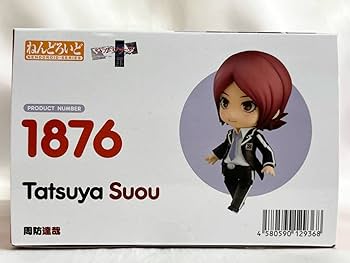 ねんどろいど
NENDOROID SERIES
PRODUCT NUMBER
1876
Tatsuya Suou
周防達哉
4 580590 129368